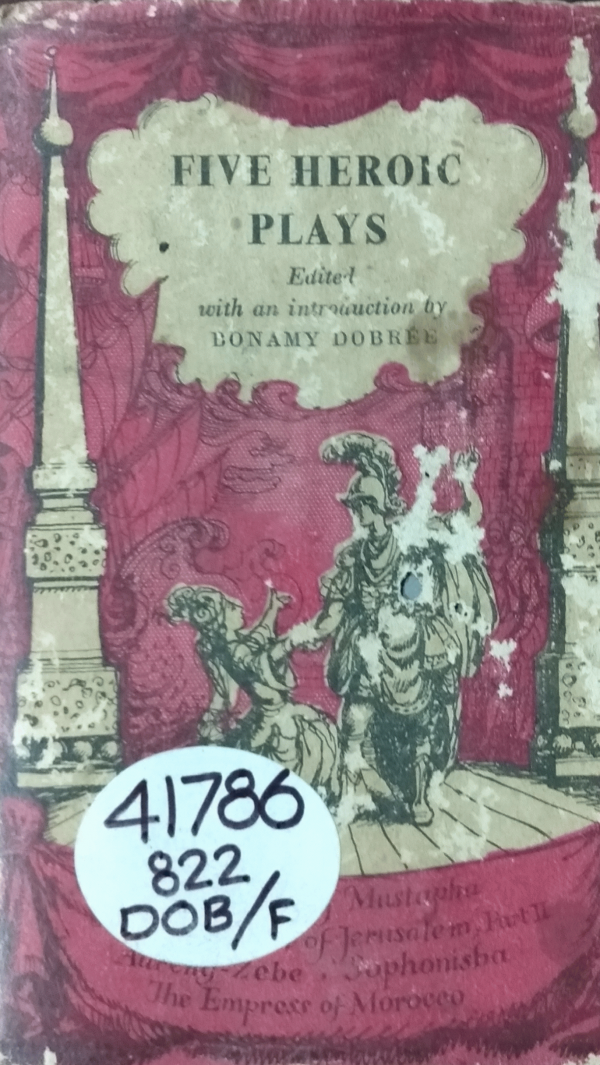 FIVE HEROIC
PLAYS
Edited
with an introduction by
BONAMY DOBRÉE
41786
822
DOB/F
Mustapha
of Jerusalem, Part II
Aureng-Zebe · Sophonisba
The Empress of Morocco